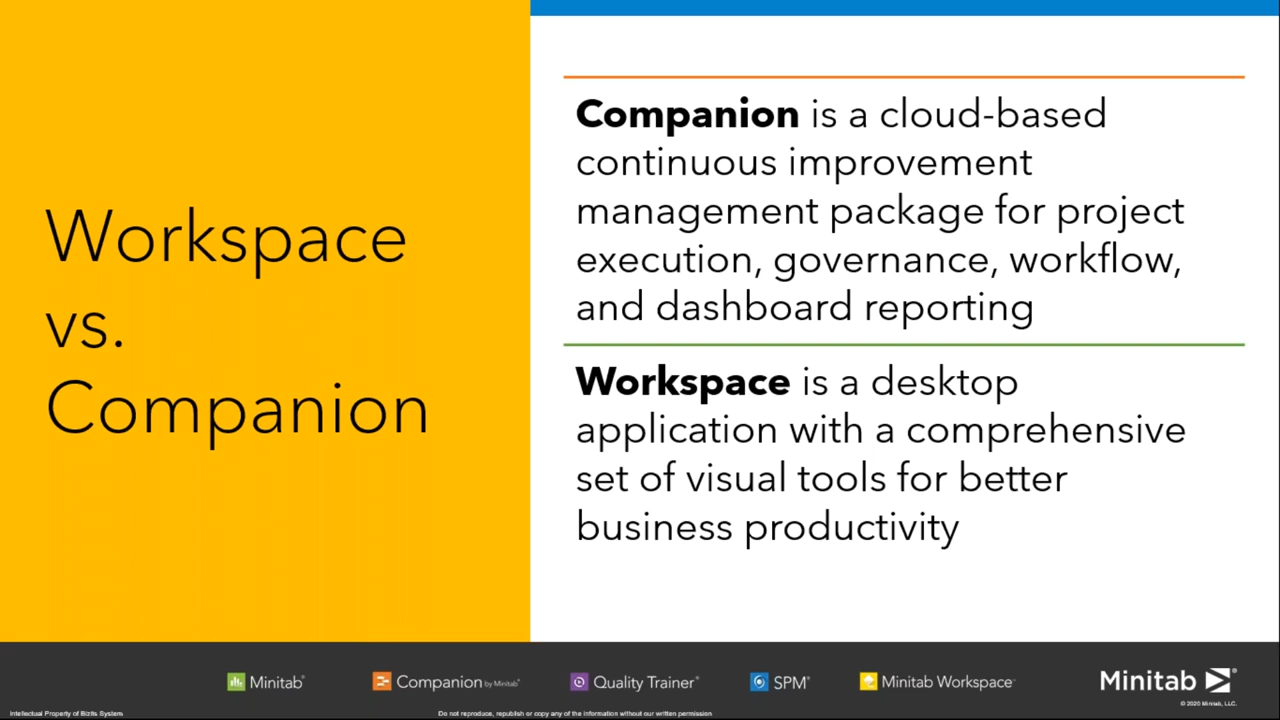 Workspace
vs.
Companion
Companion is a cloud-based
continuous improvement
management package for project
execution, governance, workflow,
and dashboard reporting
Workspace is a desktop
application with a comprehensive
set of visual tools for better
business productivity
Minitab®
Companion by Minitab®
Quality Trainer®
SPM®
Minitab Workspace™
Minitab®
© 2020 Minitab, LLC.
Intellectual Property of Biztis System
Do not reproduce, republish or copy any of the information without our written permission